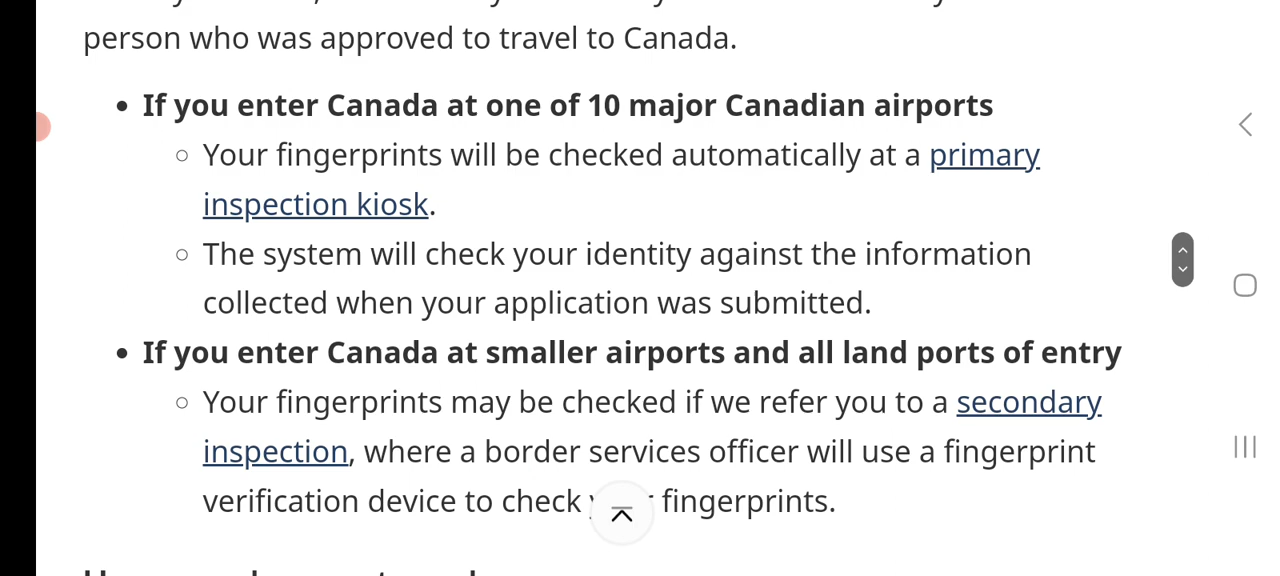 person who was approved to travel to Canada.
• If you enter Canada at one of 10 major Canadian airports
○ Your fingerprints will be checked automatically at a primary
inspection kiosk.
○ The system will check your identity against the information
collected when your application was submitted.
• If you enter Canada at smaller airports and all land ports of entry
○ Your fingerprints may be checked if we refer you to a secondary
inspection, where a border services officer will use a fingerprint
verification device to check fingerprints.